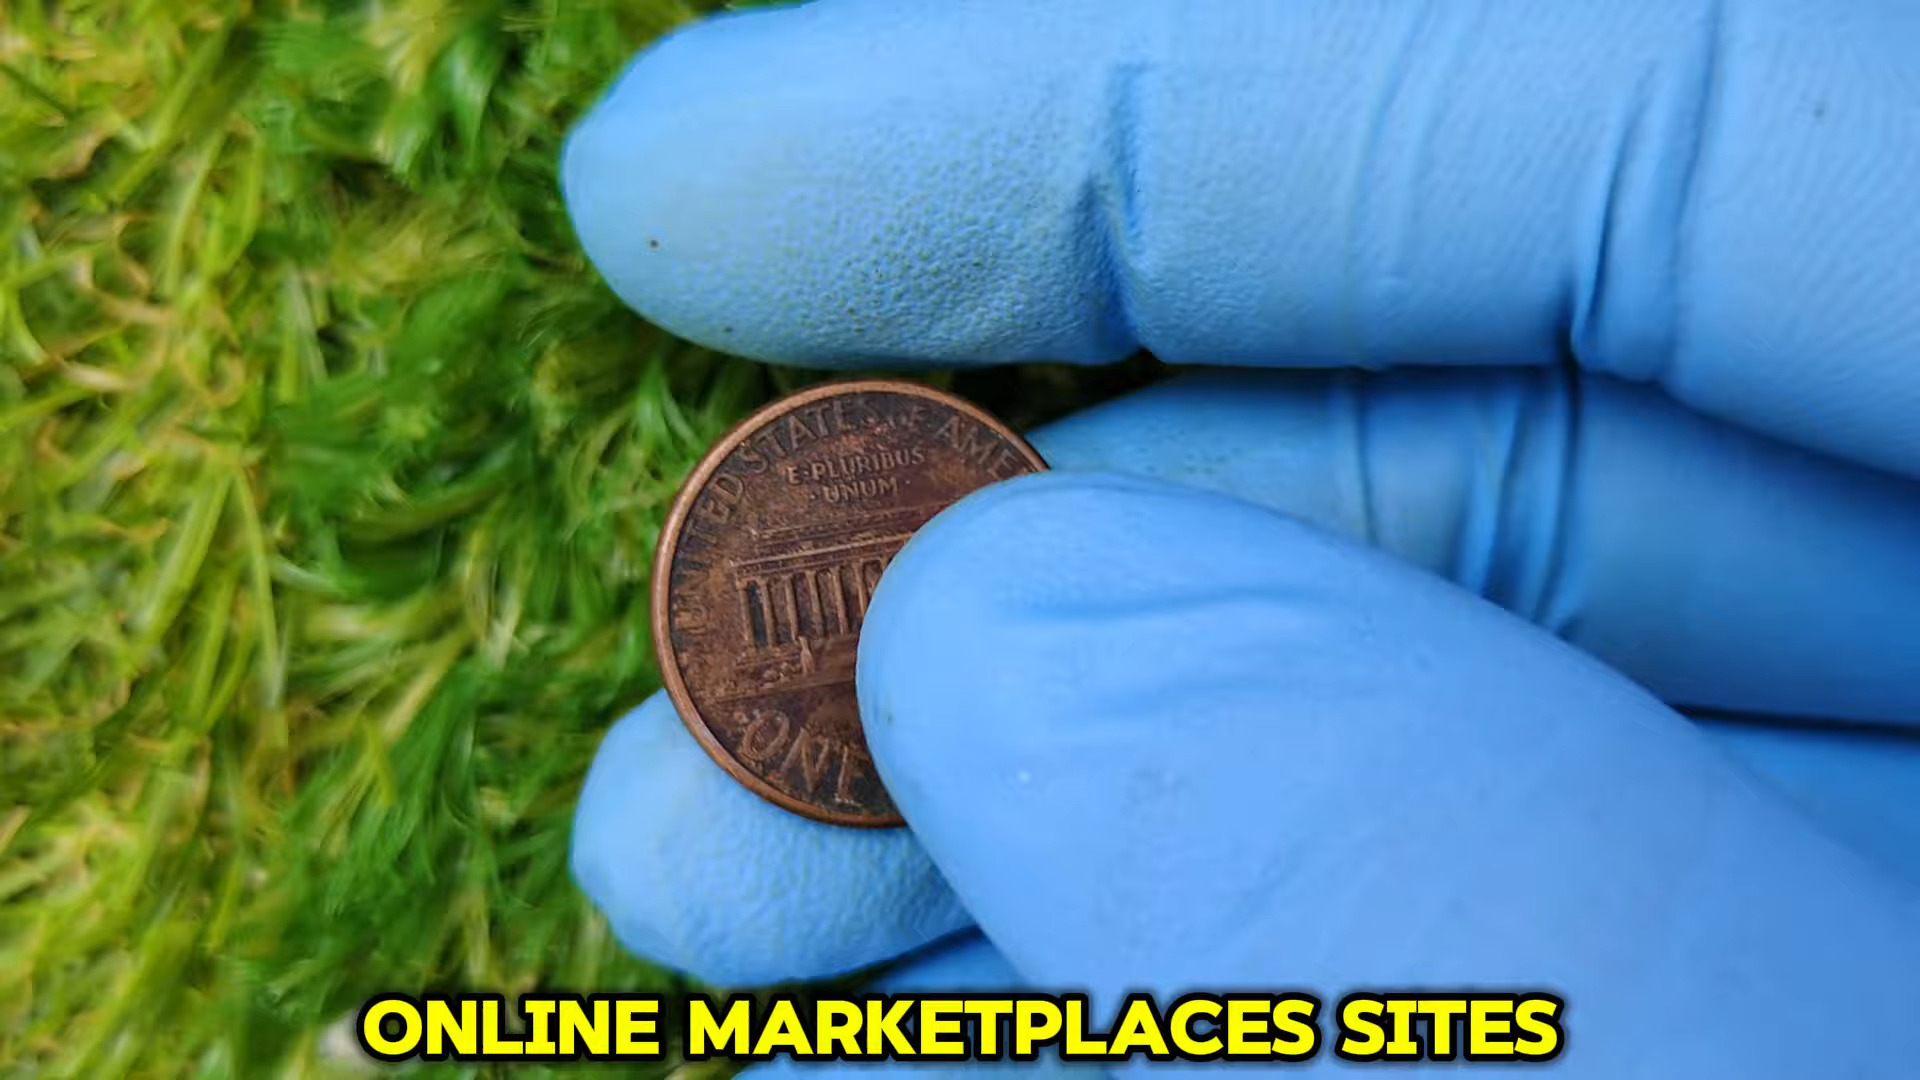 UNITED STATES OF AME
E·PLURIBUS
·UNUM·
ONE
ONLINE MARKETPLACES SITES